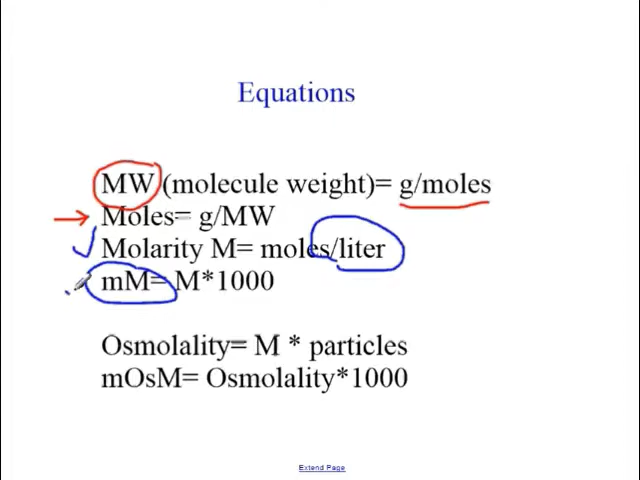 Equations
MW (molecule weight)= g/moles
Moles= g/MW
Molarity M= moles/liter
mM= M*1000
Osmolality= M * particles
mOsM= Osmolality*1000
Extend Page